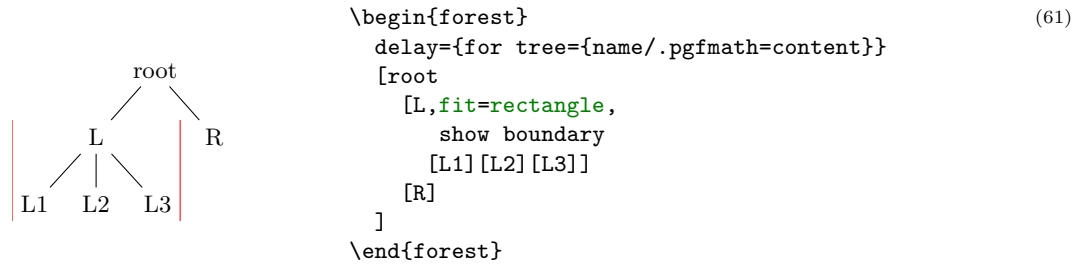 root
L R
L1 L2 L3
\begin{forest} (61)
  delay={for tree={name/.pgfmath=content}}
  [root
    [L,fit=rectangle,
       show boundary
      [L1][L2][L3]]
    [R]
  ]
\end{forest}